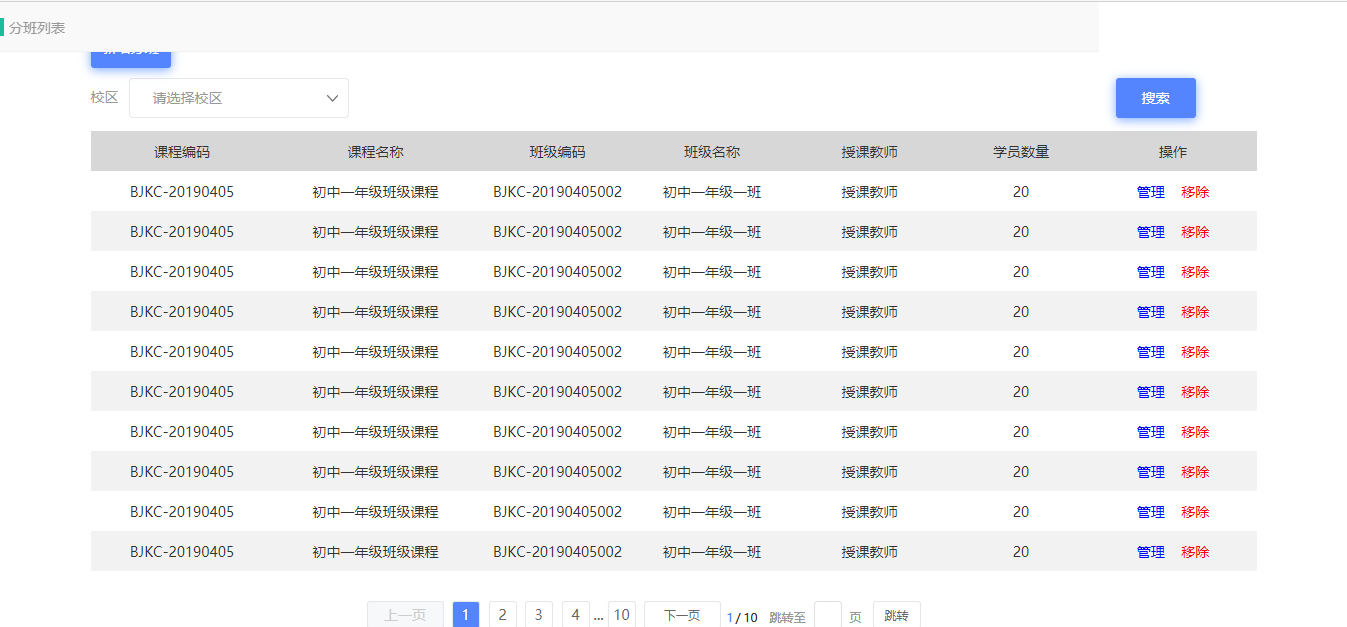 分班列表
校区 请选择校区 搜索
课程编码 课程名称 班级编码 班级名称 授课教师 学员数量 操作
BJKC-20190405 初中一年级班级课程 BJKC-20190405002 初中一年级一班 授课教师 20 管理 移除
BJKC-20190405 初中一年级班级课程 BJKC-20190405002 初中一年级一班 授课教师 20 管理 移除
BJKC-20190405 初中一年级班级课程 BJKC-20190405002 初中一年级一班 授课教师 20 管理 移除
BJKC-20190405 初中一年级班级课程 BJKC-20190405002 初中一年级一班 授课教师 20 管理 移除
BJKC-20190405 初中一年级班级课程 BJKC-20190405002 初中一年级一班 授课教师 20 管理 移除
BJKC-20190405 初中一年级班级课程 BJKC-20190405002 初中一年级一班 授课教师 20 管理 移除
BJKC-20190405 初中一年级班级课程 BJKC-20190405002 初中一年级一班 授课教师 20 管理 移除
BJKC-20190405 初中一年级班级课程 BJKC-20190405002 初中一年级一班 授课教师 20 管理 移除
BJKC-20190405 初中一年级班级课程 BJKC-20190405002 初中一年级一班 授课教师 20 管理 移除
BJKC-20190405 初中一年级班级课程 BJKC-20190405002 初中一年级一班 授课教师 20 管理 移除
上一页 1 2 3 4 ... 10 下一页 1 / 10 跳转至 页 跳转